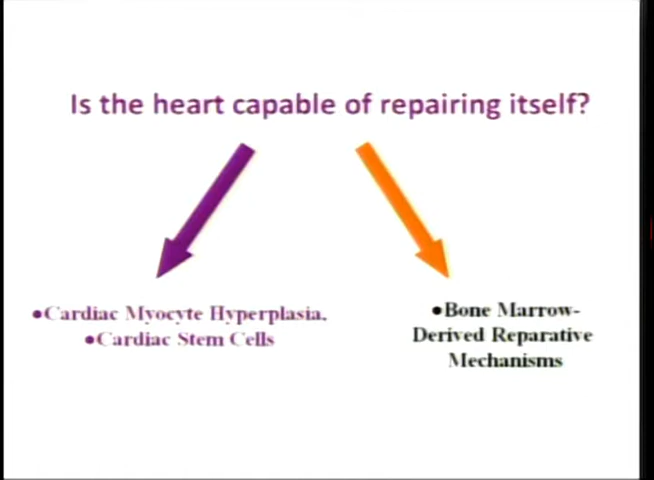 Is the heart capable of repairing itself?
●Cardiac Myocyte Hyperplasia.
●Cardiac Stem Cells
●Bone Marrow-
Derived Reparative
Mechanisms